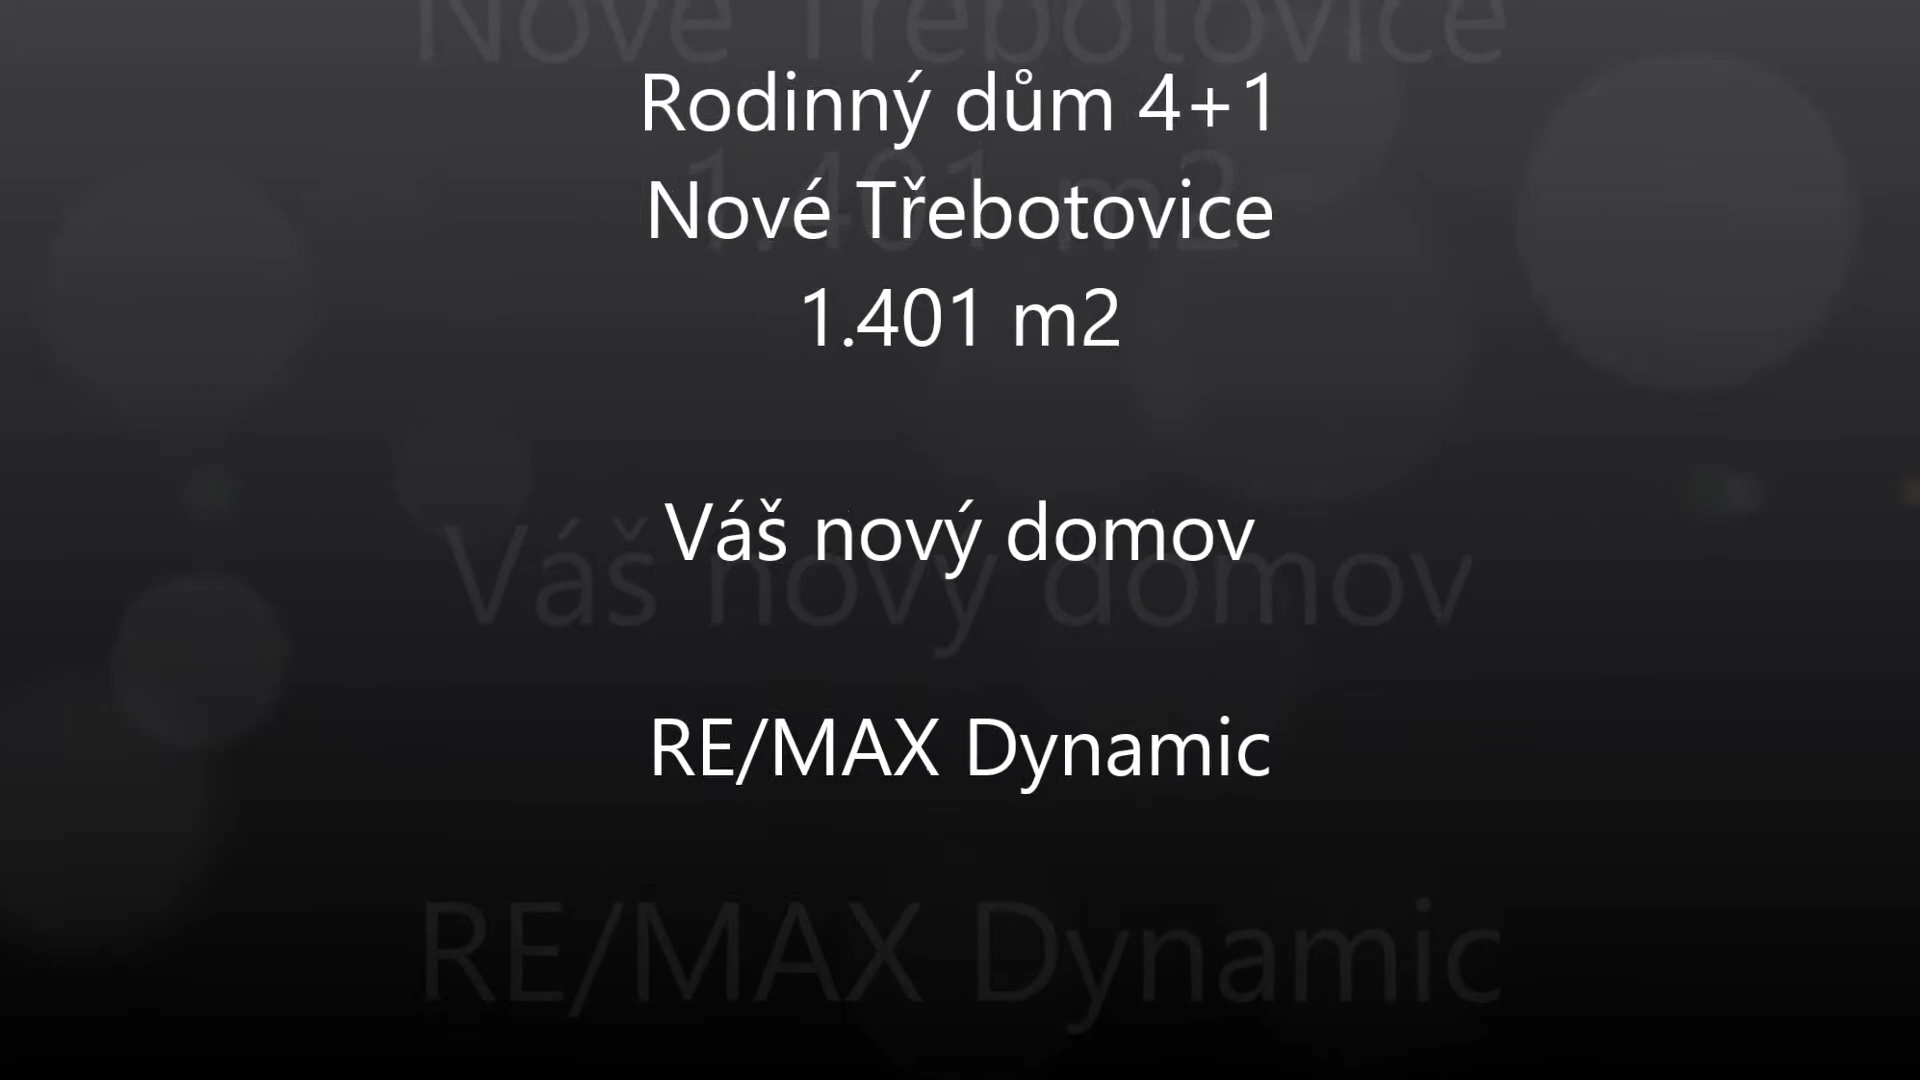 Rodinný dům 4+1
Nové Třebotovice
1.401 m2
Váš nový domov
RE/MAX Dynamic